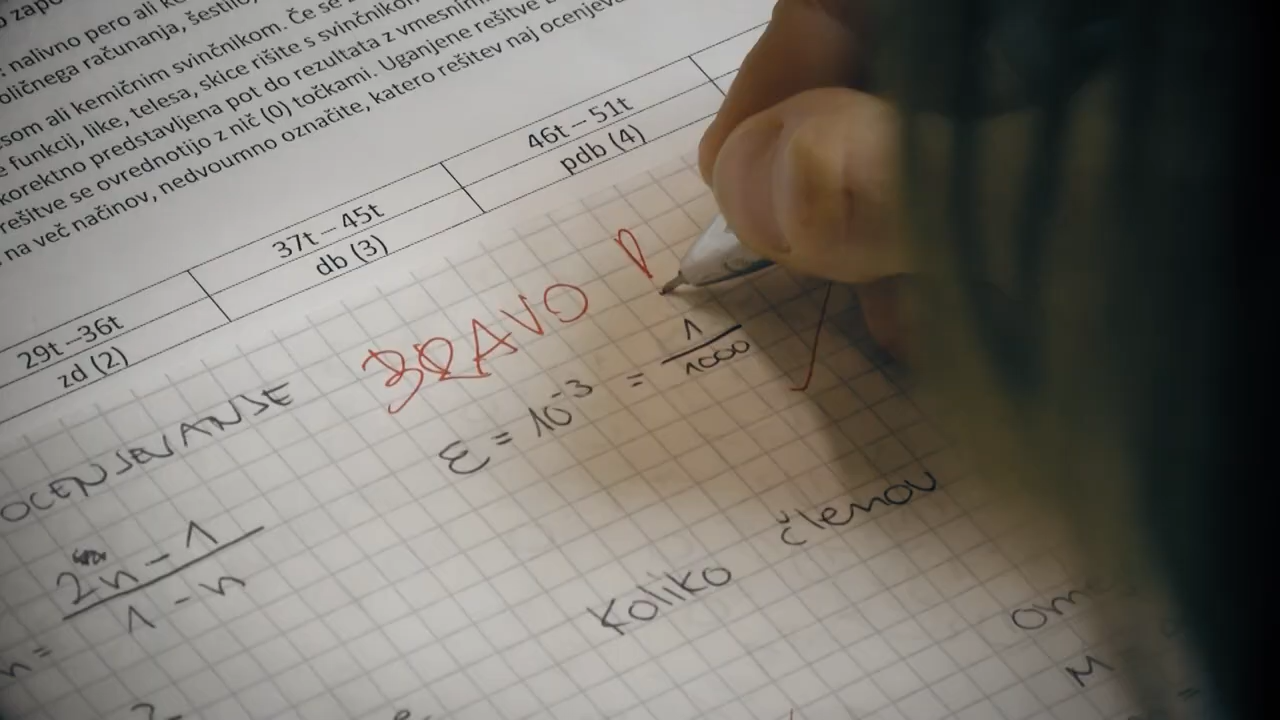 nalivno pero ali
oličnega računanja, šestilo,
som ali kemičnim svinčnikom. Če se
e funkcij, like, telesa, skice rišite s svinčnikom
korektno predstavljena pot do rezultata z vmesnimi
rešitve se ovrednotijo z nič (0) točkami. Uganjene rešitve
na več načinov, nedvoumno označite, katero rešitev naj ocenjeva
29t –36t 37t – 45t 46t – 51t
zd (2) db (3) pdb (4)
OCENJEVANJE
BRAVO
ε = 10⁻³ = 1/1000
n = 2n – 1 / 1 – n
Koliko členov
om
M